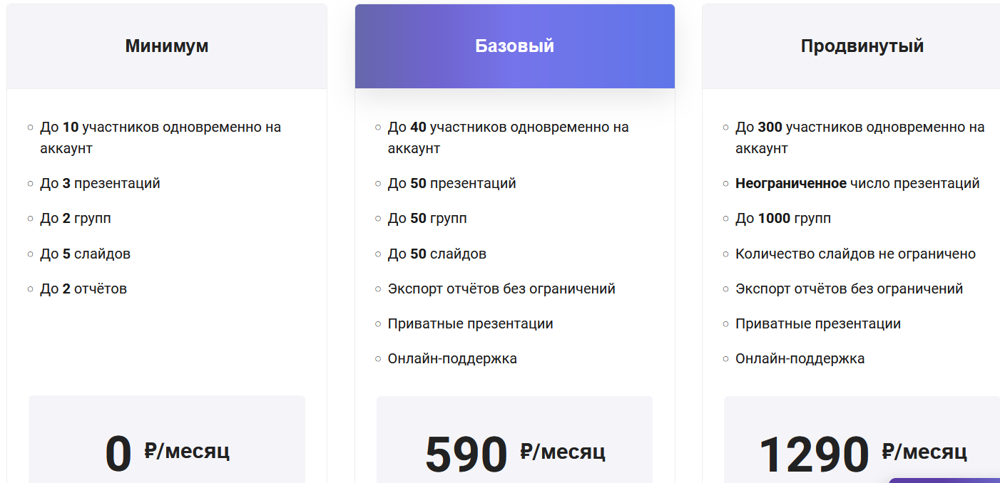 Минимум
До 10 участников одновременно на
аккаунт
До 3 презентаций
До 2 групп
До 5 слайдов
До 2 отчётов
0 ₽/месяц
Базовый
До 40 участников одновременно на
аккаунт
До 50 презентаций
До 50 групп
До 50 слайдов
Экспорт отчётов без ограничений
Приватные презентации
Онлайн-поддержка
590 ₽/месяц
Продвинутый
До 300 участников одновременно на
аккаунт
Неограниченное число презентаций
До 1000 групп
Количество слайдов не ограничено
Экспорт отчётов без ограничений
Приватные презентации
Онлайн-поддержка
1290 ₽/месяц